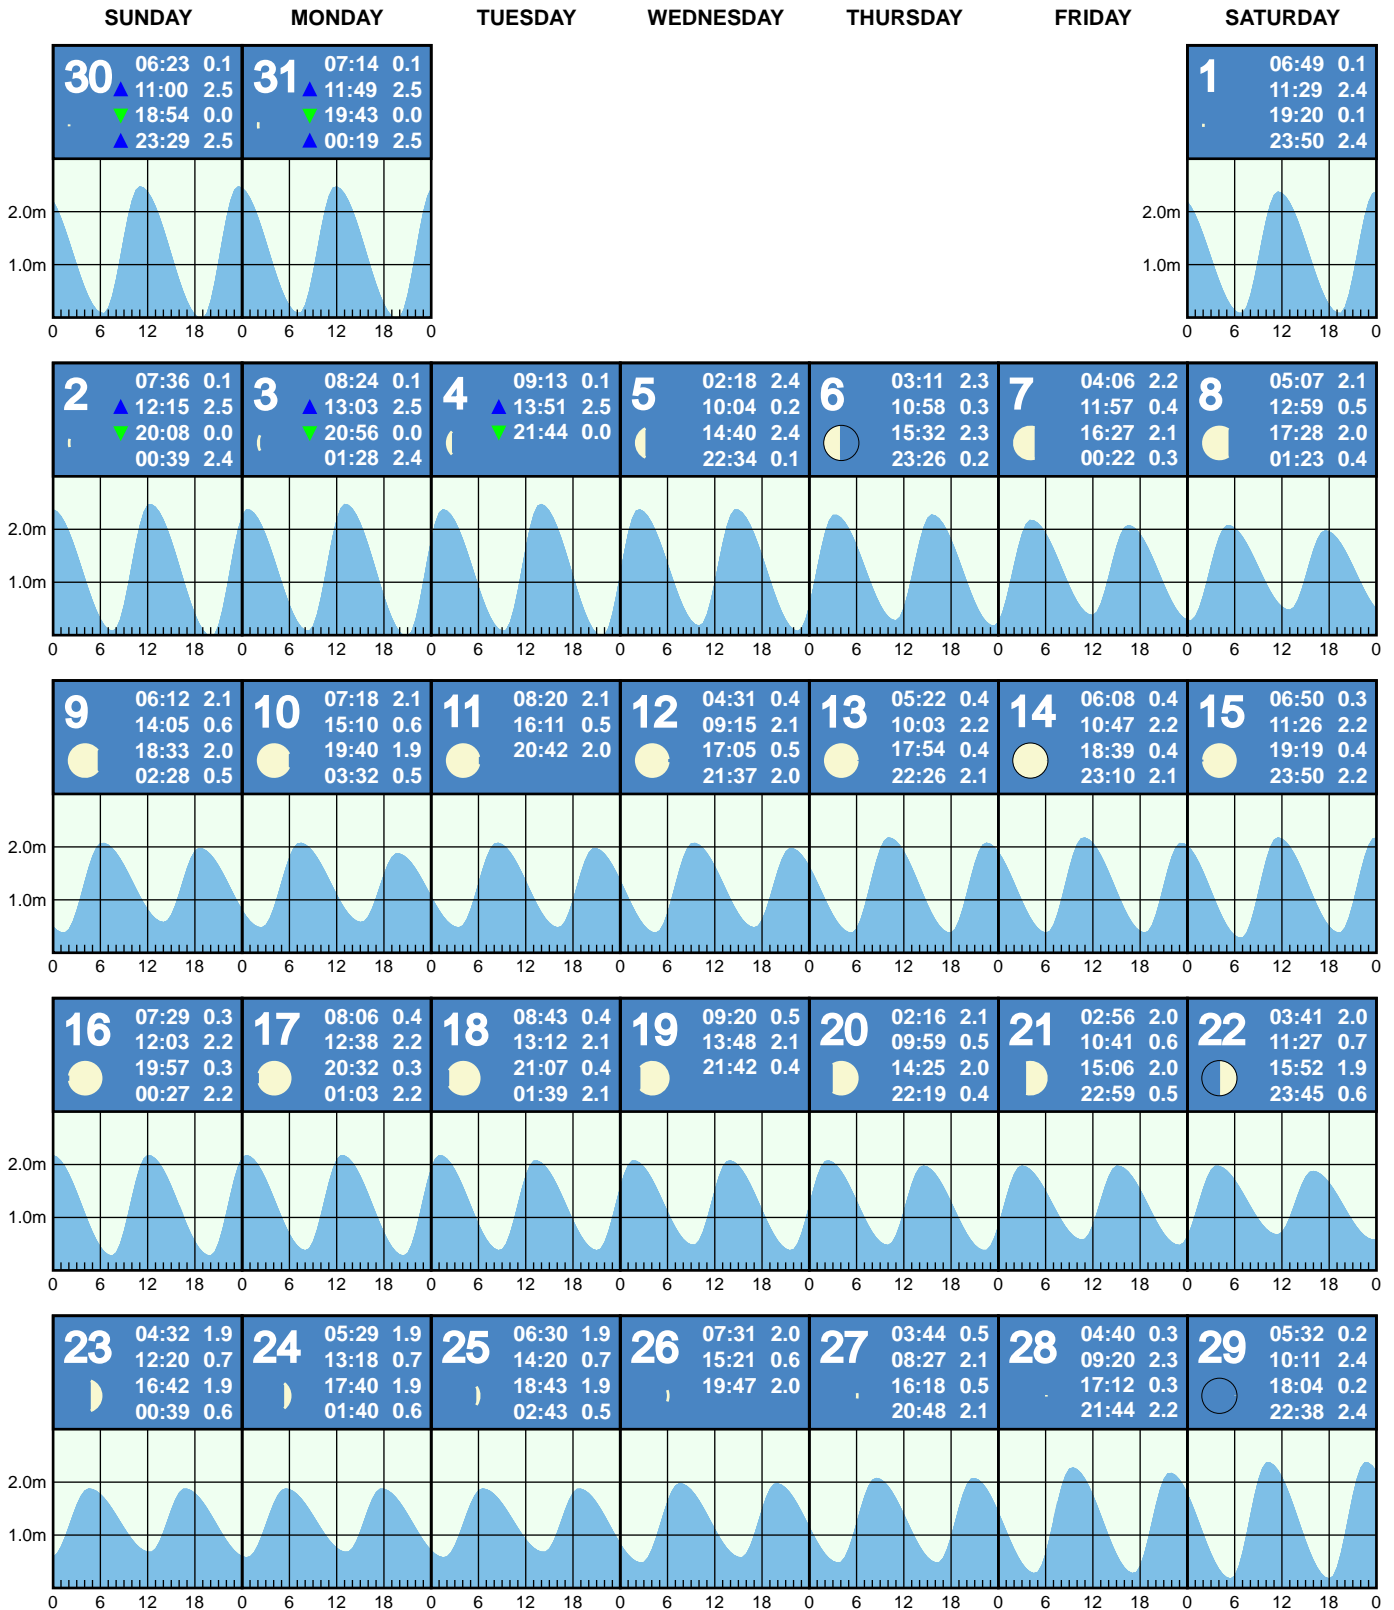 SUNDAY MONDAY TUESDAY WEDNESDAY THURSDAY FRIDAY SATURDAY
30 06:23 0.1 31 07:14 0.1 1 06:49 0.1
11:00 2.5 11:49 2.5 11:29 2.4
18:54 0.0 19:43 0.0 19:20 0.1
23:29 2.5 00:19 2.5 23:50 2.4
2.0m 2.0m
1.0m 1.0m
0 6 12 18 0 6 12 18 0 0 6 12 18 0
2 07:36 0.1 3 08:24 0.1 4 09:13 0.1 5 02:18 2.4 6 03:11 2.3 7 04:06 2.2 8 05:07 2.1
12:15 2.5 13:03 2.5 13:51 2.5 10:04 0.2 10:58 0.3 11:57 0.4 12:59 0.5
20:08 0.0 20:56 0.0 21:44 0.0 14:40 2.4 15:32 2.3 16:27 2.1 17:28 2.0
00:39 2.4 01:28 2.4 22:34 0.1 23:26 0.2 00:22 0.3 01:23 0.4
2.0m
1.0m
0 6 12 18 0 6 12 18 0 6 12 18 0 6 12 18 0 6 12 18 0 6 12 18 0 6 12 18 0
9 06:12 2.1 10 07:18 2.1 11 08:20 2.1 12 04:31 0.4 13 05:22 0.4 14 06:08 0.4 15 06:50 0.3
14:05 0.6 15:10 0.6 16:11 0.5 09:15 2.1 10:03 2.2 10:47 2.2 11:26 2.2
18:33 2.0 19:40 1.9 20:42 2.0 17:05 0.5 17:54 0.4 18:39 0.4 19:19 0.4
02:28 0.5 03:32 0.5 21:37 2.0 22:26 2.1 23:10 2.1 23:50 2.2
2.0m
1.0m
0 6 12 18 0 6 12 18 0 6 12 18 0 6 12 18 0 6 12 18 0 6 12 18 0 6 12 18 0
16 07:29 0.3 17 08:06 0.4 18 08:43 0.4 19 09:20 0.5 20 02:16 2.1 21 02:56 2.0 22 03:41 2.0
12:03 2.2 12:38 2.2 13:12 2.1 13:48 2.1 09:59 0.5 10:41 0.6 11:27 0.7
19:57 0.3 20:32 0.3 21:07 0.4 21:42 0.4 14:25 2.0 15:06 2.0 15:52 1.9
00:27 2.2 01:03 2.2 01:39 2.1 22:19 0.4 22:59 0.5 23:45 0.6
2.0m
1.0m
0 6 12 18 0 6 12 18 0 6 12 18 0 6 12 18 0 6 12 18 0 6 12 18 0 6 12 18 0
23 04:32 1.9 24 05:29 1.9 25 06:30 1.9 26 07:31 2.0 27 03:44 0.5 28 04:40 0.3 29 05:32 0.2
12:20 0.7 13:18 0.7 14:20 0.7 15:21 0.6 08:27 2.1 09:20 2.3 10:11 2.4
16:42 1.9 17:40 1.9 18:43 1.9 19:47 2.0 16:18 0.5 17:12 0.3 18:04 0.2
00:39 0.6 01:40 0.6 02:43 0.5 20:48 2.1 21:44 2.2 22:38 2.4
2.0m
1.0m
0 6 12 18 0 6 12 18 0 6 12 18 0 6 12 18 0 6 12 18 0 6 12 18 0 6 12 18 0